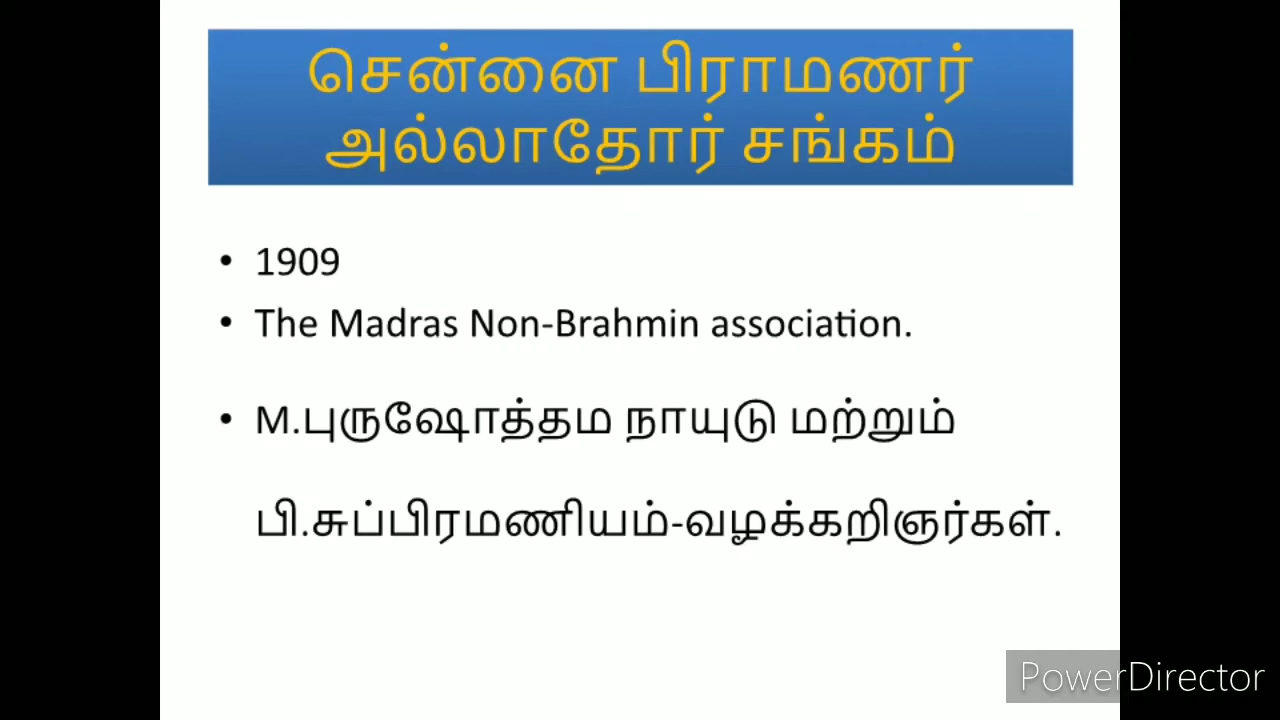 சென்னை பிராமணர்
அல்லாதோர் சங்கம்
• 1909
• The Madras Non-Brahmin association.
• M.புருஷோத்தம நாயுடு மற்றும்
பி.சுப்பிரமணியம்-வழக்கறிஞர்கள்.
PowerDirector